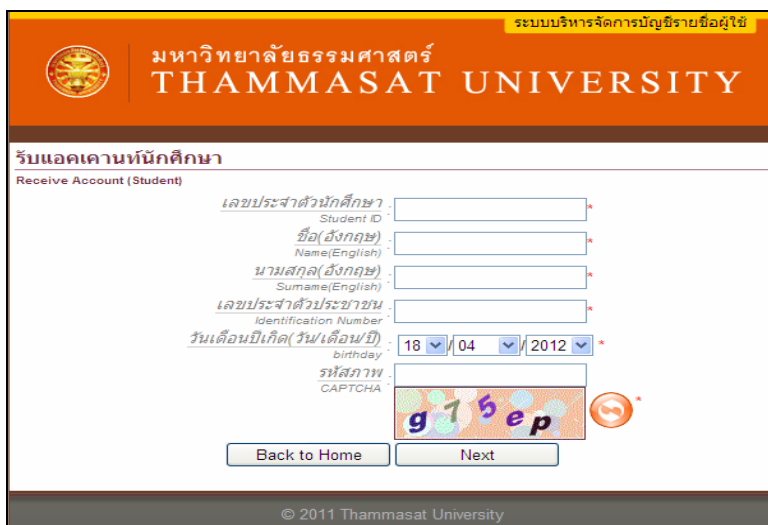 ระบบบริหารจัดการบัญชีรายชื่อผู้ใช้
มหาวิทยาลัยธรรมศาสตร์
THAMMASAT UNIVERSITY
รับแอคเคานท์นักศึกษา
Receive Account (Student)
เลขประจำตัวนักศึกษา
Student ID
*
ชื่อ(อังกฤษ)
Name(English)
*
นามสกุล(อังกฤษ)
Surname(English)
*
เลขประจำตัวประชาชน
Identification Number
*
วันเดือนปีเกิด(วัน/เดือน/ปี)
birthday
18 / 04 / 2012 *
รหัสภาพ
CAPTCHA
g75ep *
Back to Home Next
© 2011 Thammasat University